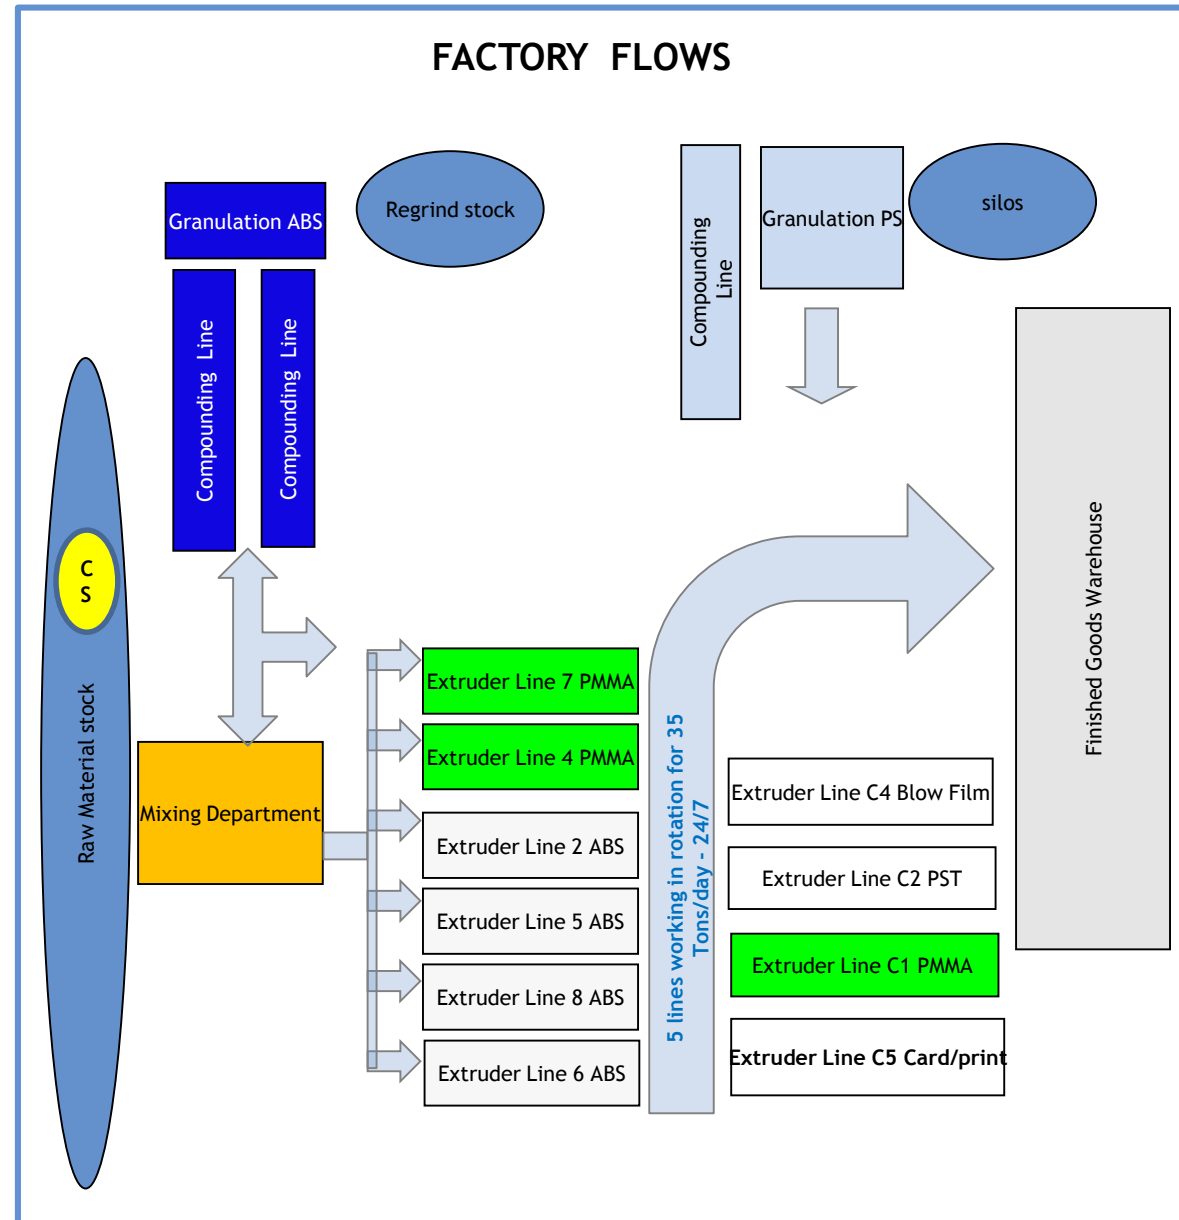 FACTORY FLOWS
Granulation ABS
Regrind stock
Compounding Line
Granulation PS
silos
Compounding Line
Compounding Line
C
S
Raw Material stock
Mixing Department
Extruder Line 7 PMMA
Extruder Line 4 PMMA
Extruder Line 2 ABS
Extruder Line 5 ABS
Extruder Line 8 ABS
Extruder Line 6 ABS
5 lines working in rotation for 35
Tons/day - 24/7
Extruder Line C4 Blow Film
Extruder Line C2 PST
Extruder Line C1 PMMA
Extruder Line C5 Card/print
Finished Goods Warehouse